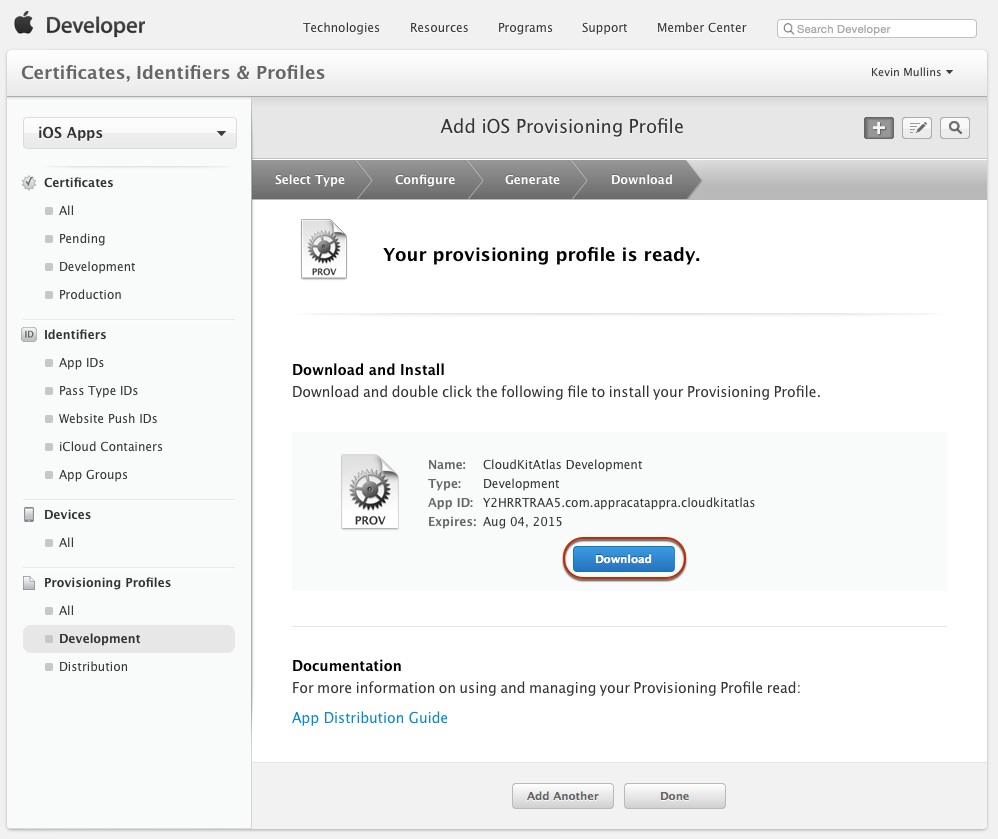 Developer
Technologies Resources Programs Support Member Center Search Developer
Certificates, Identifiers & Profiles
Kevin Mullins
iOS Apps
Certificates
All
Pending
Development
Production
ID Identifiers
App IDs
Pass Type IDs
Website Push IDs
iCloud Containers
App Groups
Devices
All
Provisioning Profiles
All
Development
Distribution
Add iOS Provisioning Profile
Select Type Configure Generate Download
PROV
Your provisioning profile is ready.
Download and Install
Download and double click the following file to install your Provisioning Profile.
PROV
Name: CloudKitAtlas Development
Type: Development
App ID: Y2HRRTRAA5.com.appracatappra.cloudkitatlas
Expires: Aug 04, 2015
Download
Documentation
For more information on using and managing your Provisioning Profile read:
App Distribution Guide
Add Another Done